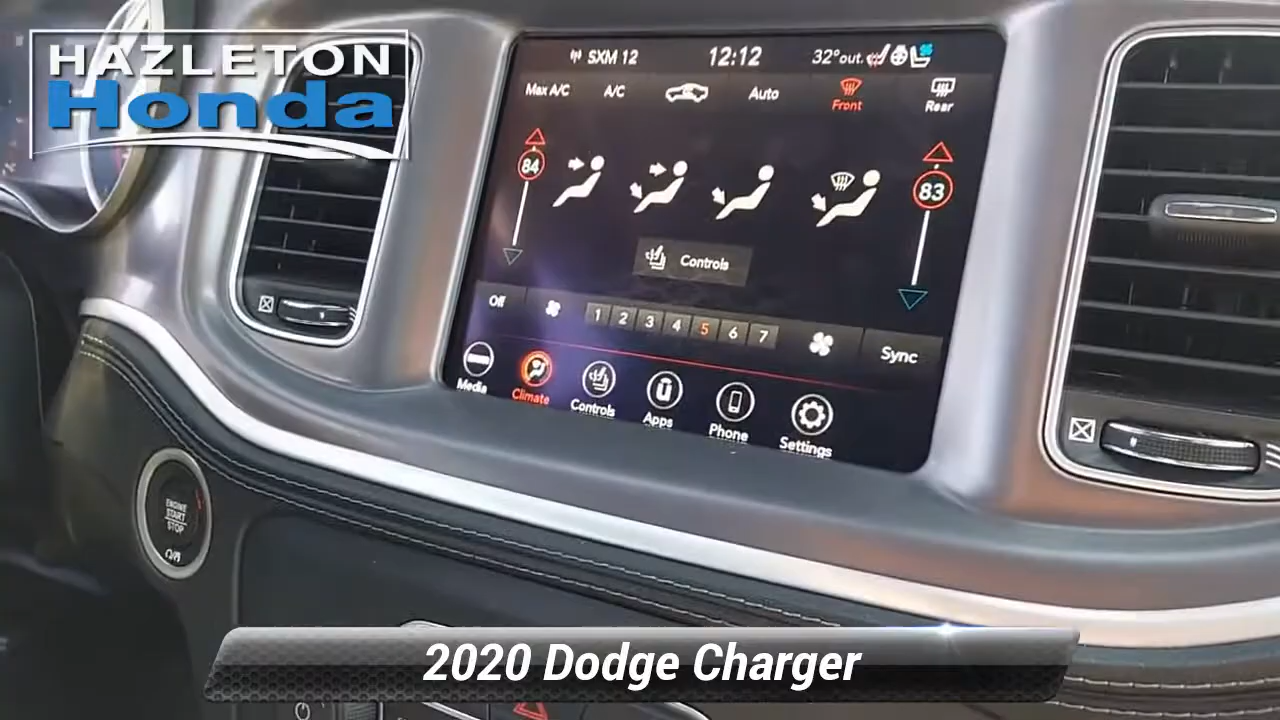 HAZLETON
Honda
SXM 12 12:12 32°out.
Max A/C A/C Auto Front Rear
84 83
Controls
Off 1 2 3 4 5 6 7 Sync
Media Climate Controls Apps Phone Settings
ENGINE
START
STOP
2020 Dodge Charger